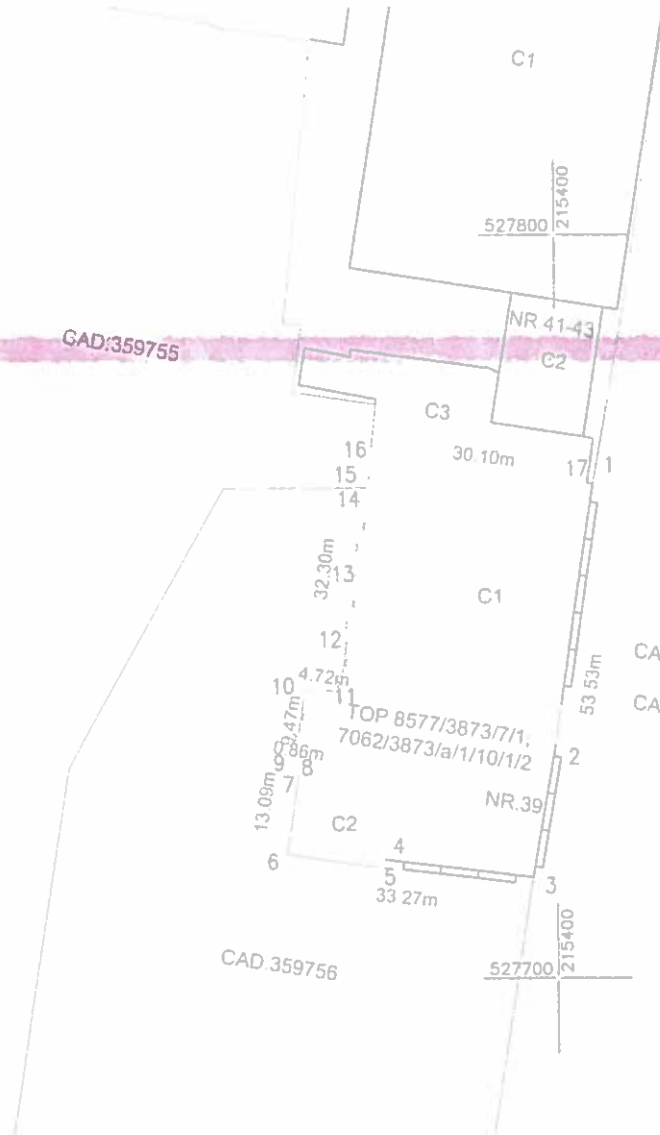 C1
215400
527800
NR 41-43
CAD:359755
C2
C3
30.10m
16
17
1
15
14
32.30m
13
C1
12
CA
53 53m
4.72m
10
11
CA
TOP 8577/3873/7/1,
7062/3873/a/1/10/1/2
2
0.86m
9
8
7
13.09m
NR.39
C2
4
6
5
3
33 27m
215400
CAD.359756
527700